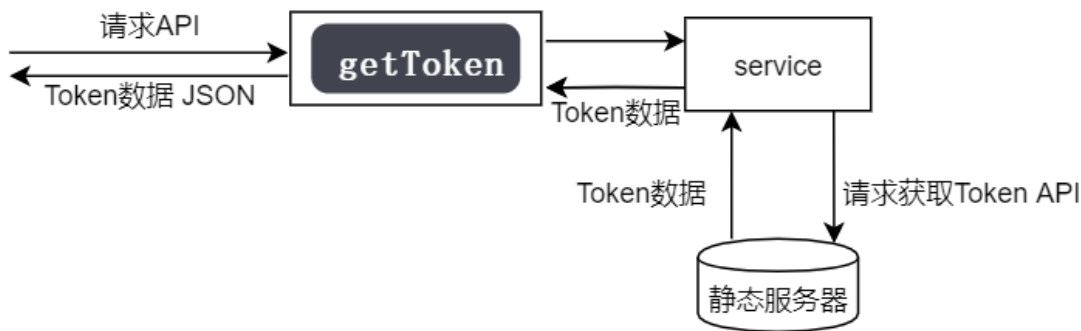 请求API
getToken
service
Token数据 JSON
Token数据
Token数据
请求获取Token API
静态服务器